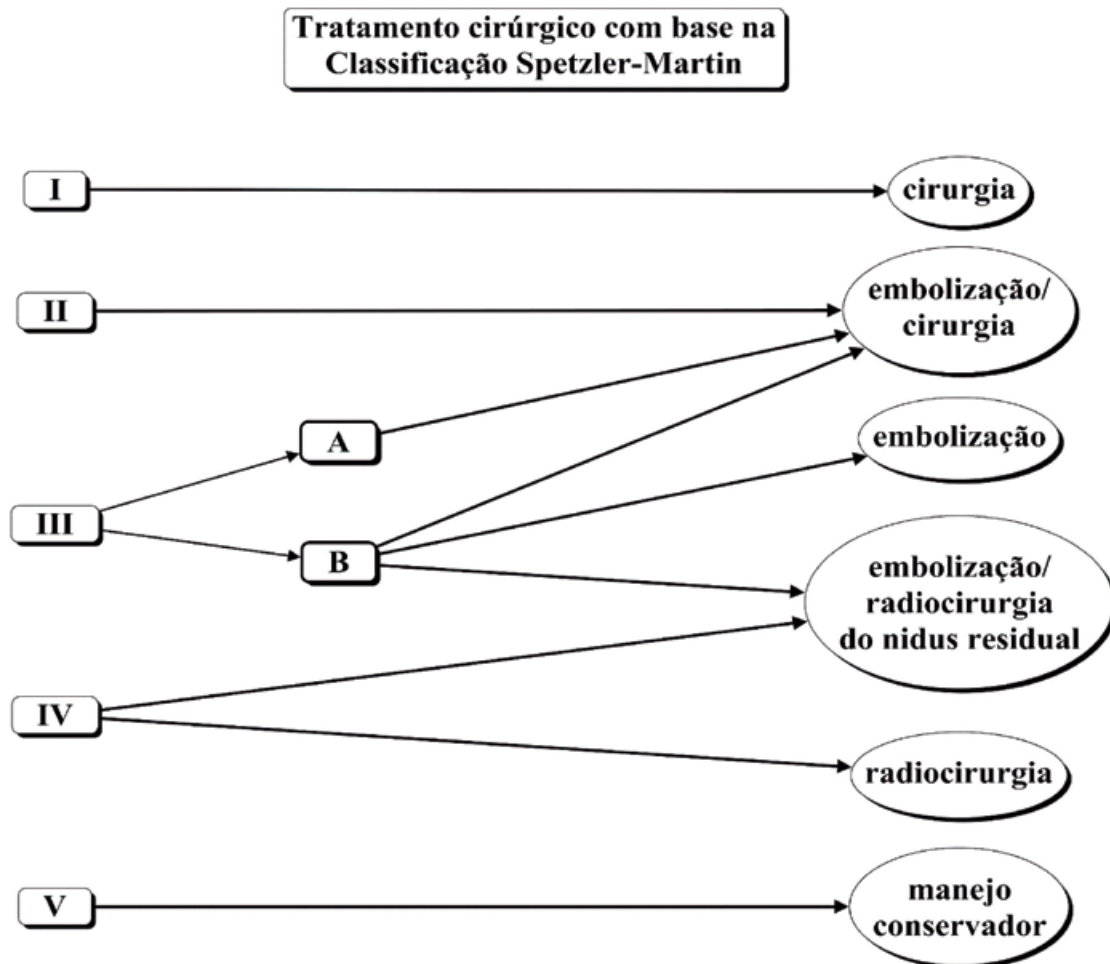 Tratamento cirúrgico com base na
Classificação Spetzler-Martin
I
cirurgia
II
embolização/
cirurgia
A
embolização
III
B
embolização/
radiocirurgia
do nidus residual
IV
radiocirurgia
V
manejo
conservador